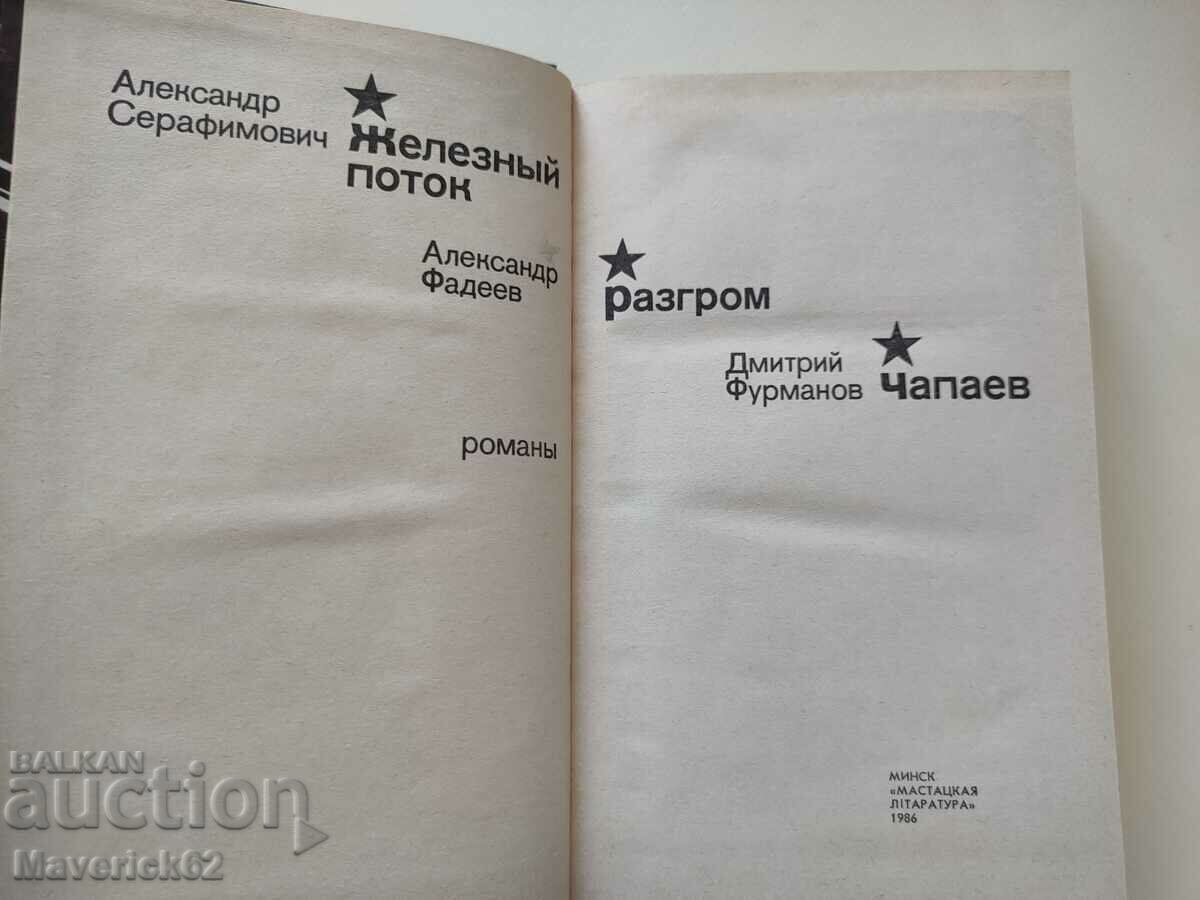 Александр
Серафимович
Железный
поток
Александр
Фадеев
романы
разгром
Дмитрий
Фурманов
Чапаев
МИНСК
«МАСТАЦКАЯ
ЛІТАРАТУРА»
1986
BALKAN
auction
Maverick62